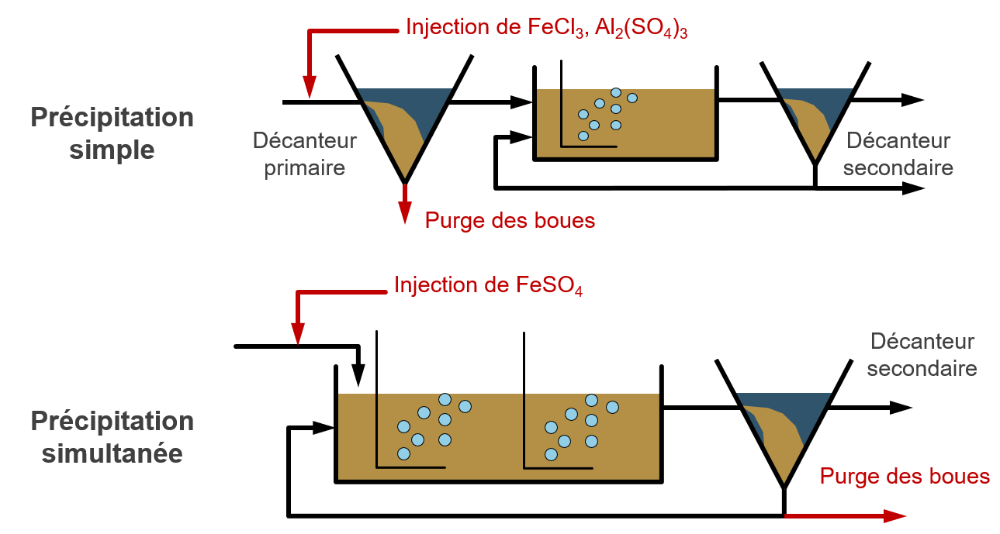 Injection de FeCl₃, Al₂(SO₄)₃
Précipitation
simple
Décanteur
primaire
Décanteur
secondaire
Purge des boues
Injection de FeSO₄
Décanteur
secondaire
Précipitation
simultanée
Purge des boues